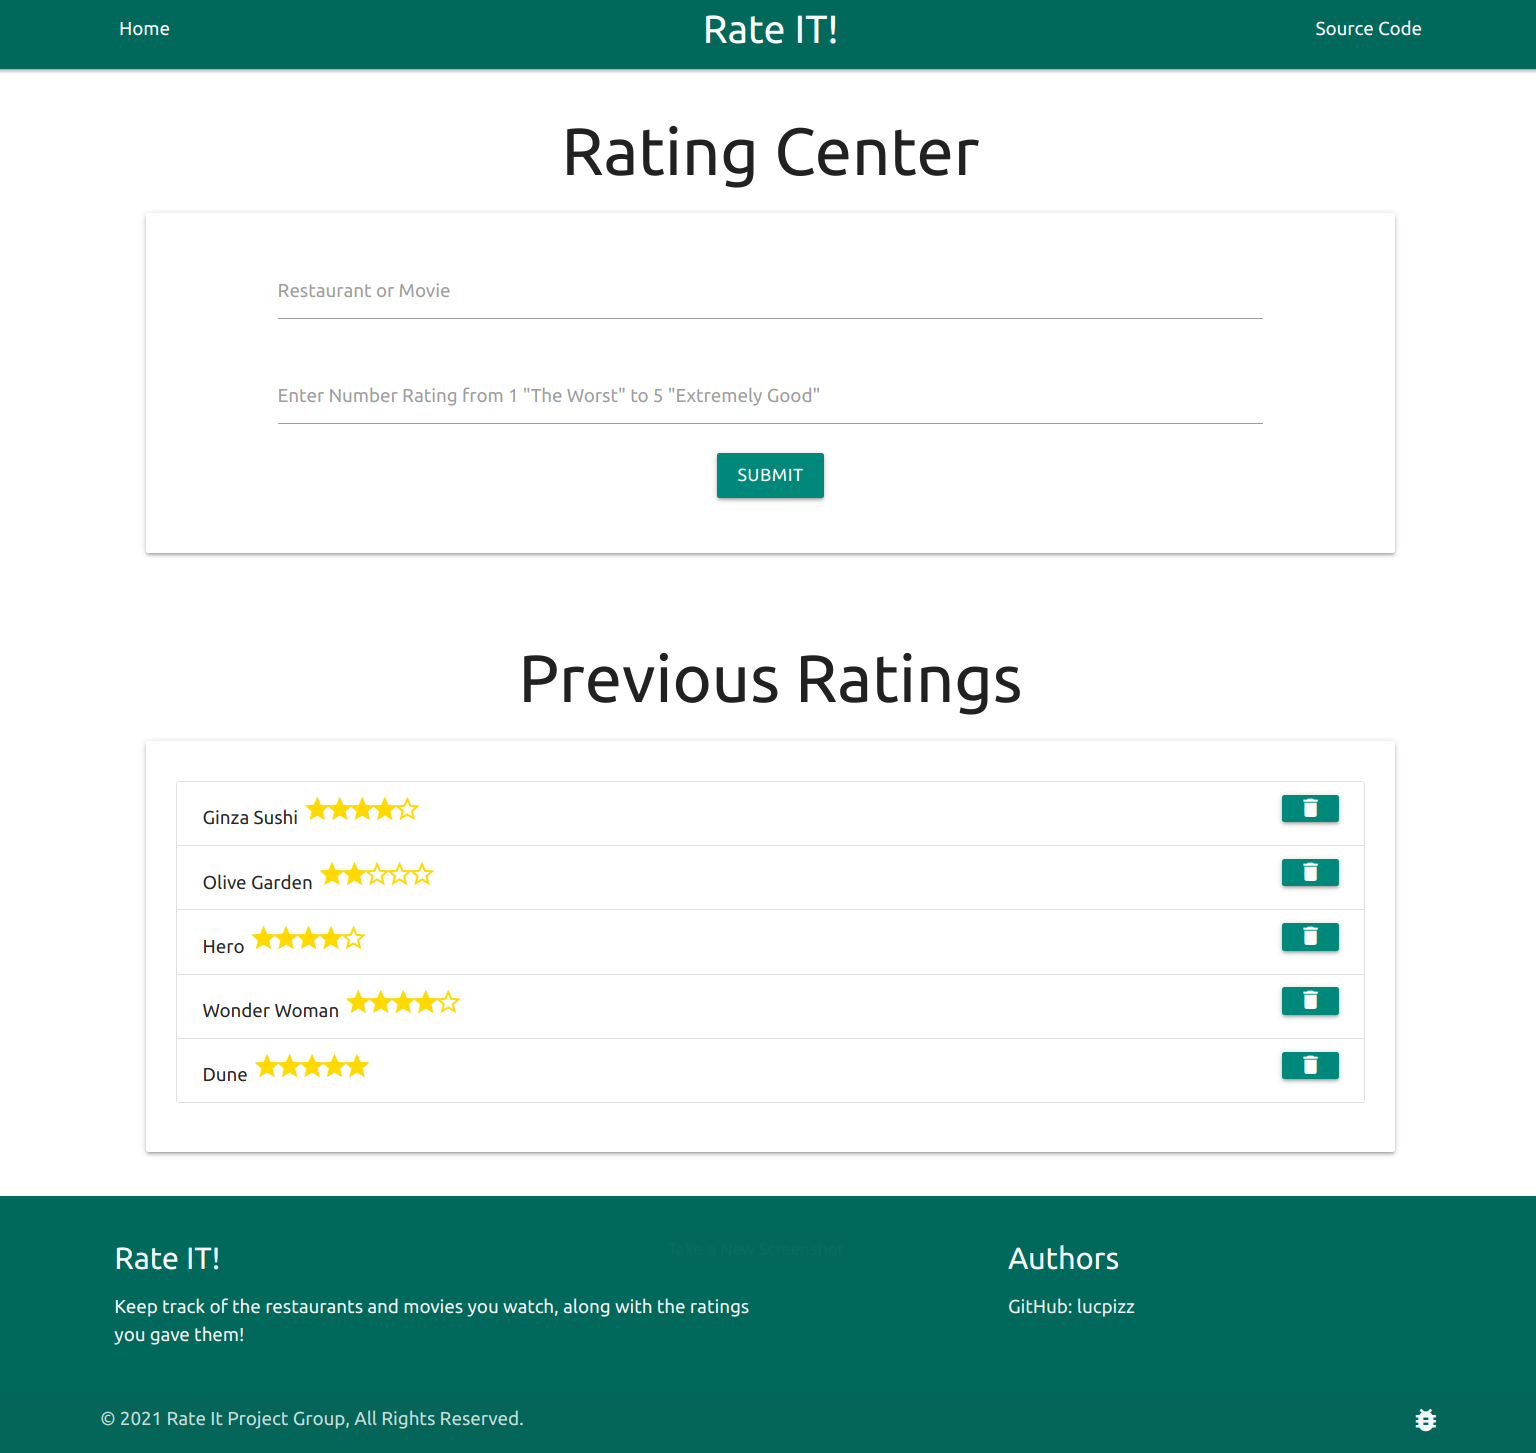 Home
Rate IT!
Source Code
Rating Center
Restaurant or Movie
Enter Number Rating from 1 "The Worst" to 5 "Extremely Good"
SUBMIT
Previous Ratings
Ginza Sushi
Olive Garden
Hero
Wonder Woman
Dune
Rate IT!
Keep track of the restaurants and movies you watch, along with the ratings
you gave them!
Take a New Screenshot
Authors
GitHub: lucpizz
© 2021 Rate It Project Group, All Rights Reserved.